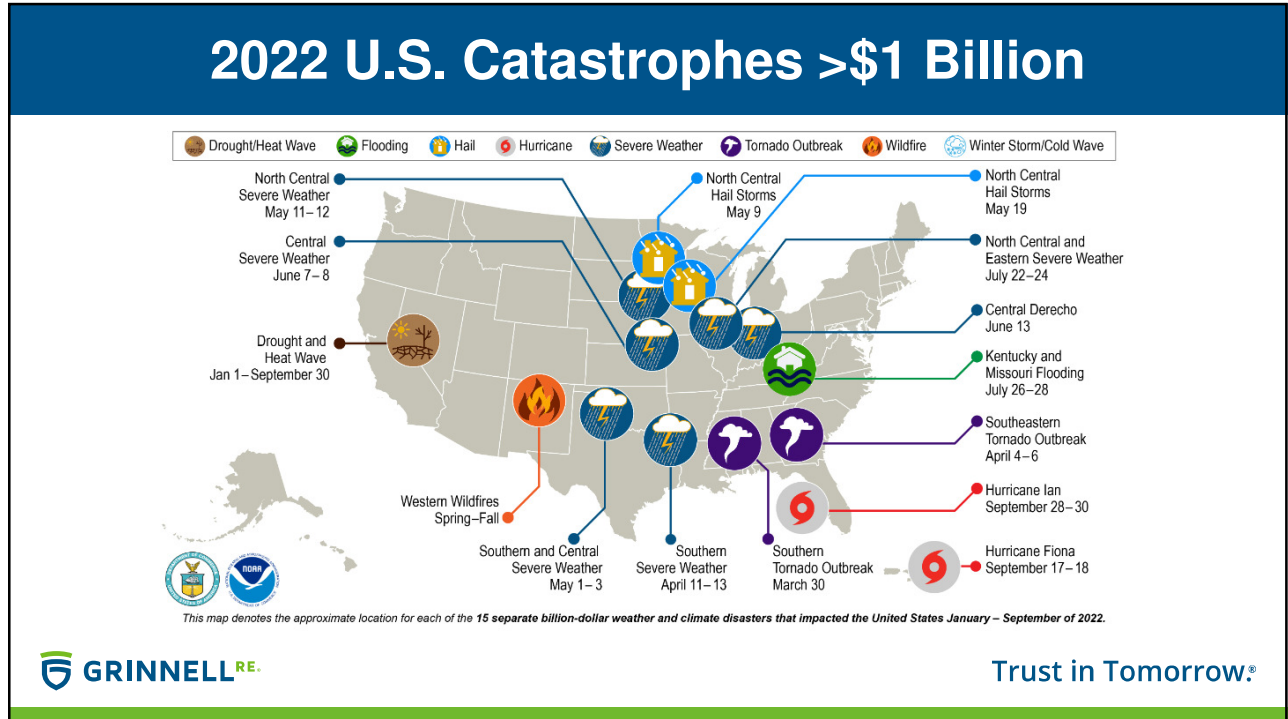 2022 U.S. Catastrophes >$1 Billion
Drought/Heat Wave Flooding Hail Hurricane Severe Weather Tornado Outbreak Wildfire Winter Storm/Cold Wave
North Central
Severe Weather
May 11–12
Central
Severe Weather
June 7–8
Drought and
Heat Wave
Jan 1–September 30
North Central
Hail Storms
May 9
North Central
Hail Storms
May 19
North Central and
Eastern Severe Weather
July 22–24
Central Derecho
June 13
Kentucky and
Missouri Flooding
July 26–28
Southeastern
Tornado Outbreak
April 4–6
Hurricane Ian
September 28–30
Hurricane Fiona
September 17–18
Western Wildfires
Spring–Fall
Southern and Central
Severe Weather
May 1–3
Southern
Severe Weather
April 11–13
Southern
Tornado Outbreak
March 30
NOAA
This map denotes the approximate location for each of the 15 separate billion-dollar weather and climate disasters that impacted the United States January – September of 2022.
GRINNELL RE.
Trust in Tomorrow.®